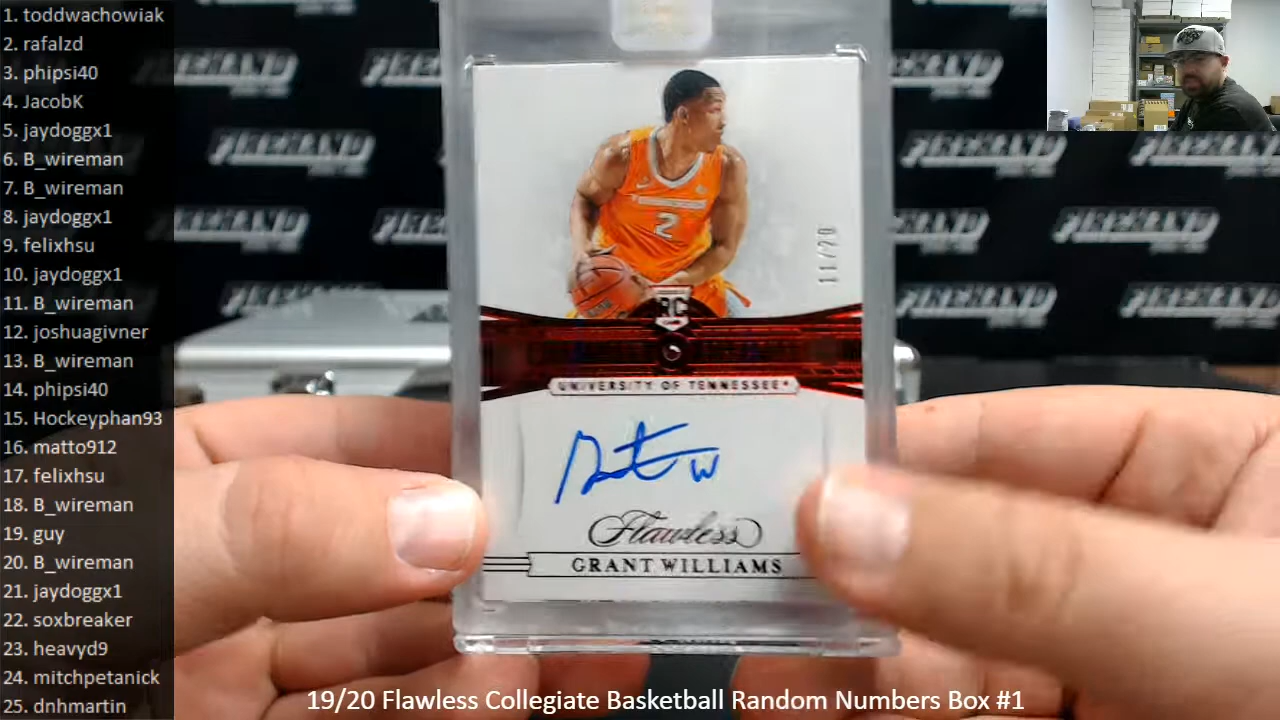 1. toddwachowiak
2. rafalzd
3. phipsi40
4. JacobK
5. jaydoggx1
6. B_wireman
7. B_wireman
8. jaydoggx1
9. felixhsu
10. jaydoggx1
11. B_wireman
12. joshuagivner
13. B_wireman
14. phipsi40
15. Hockeyphan93
16. matto912
17. felixhsu
18. B_wireman
19. guy
20. B_wireman
21. jaydoggx1
22. soxbreaker
23. heavyd9
24. mitchpetanick
25. dnhmartin
2
11/20
RC
UNIVERSITY OF TENNESSEE
Flawless
GRANT WILLIAMS
19/20 Flawless Collegiate Basketball Random Numbers Box #1